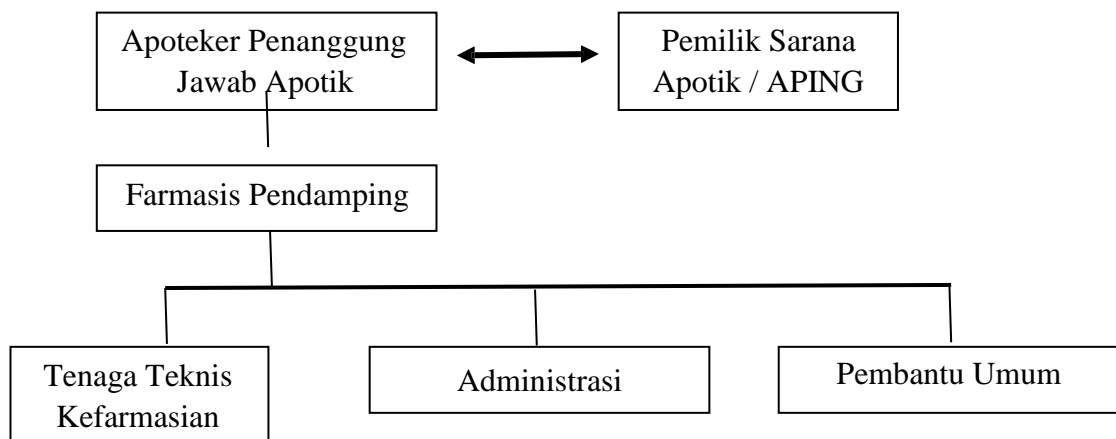 Apoteker Penanggung
Jawab Apotik
Pemilik Sarana
Apotik / APING
Farmasis Pendamping
Tenaga Teknis
Kefarmasian
Administrasi
Pembantu Umum